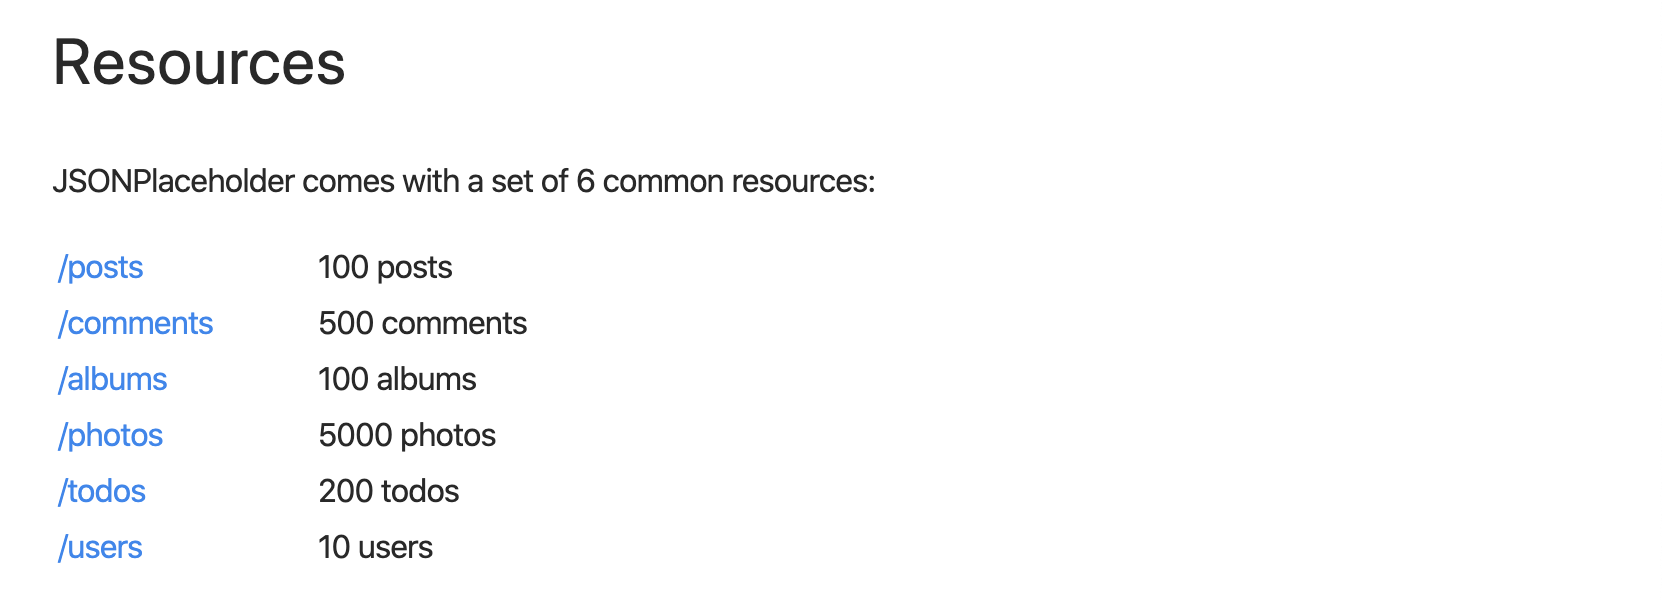 Resources
JSONPlaceholder comes with a set of 6 common resources:
/posts 100 posts
/comments 500 comments
/albums 100 albums
/photos 5000 photos
/todos 200 todos
/users 10 users